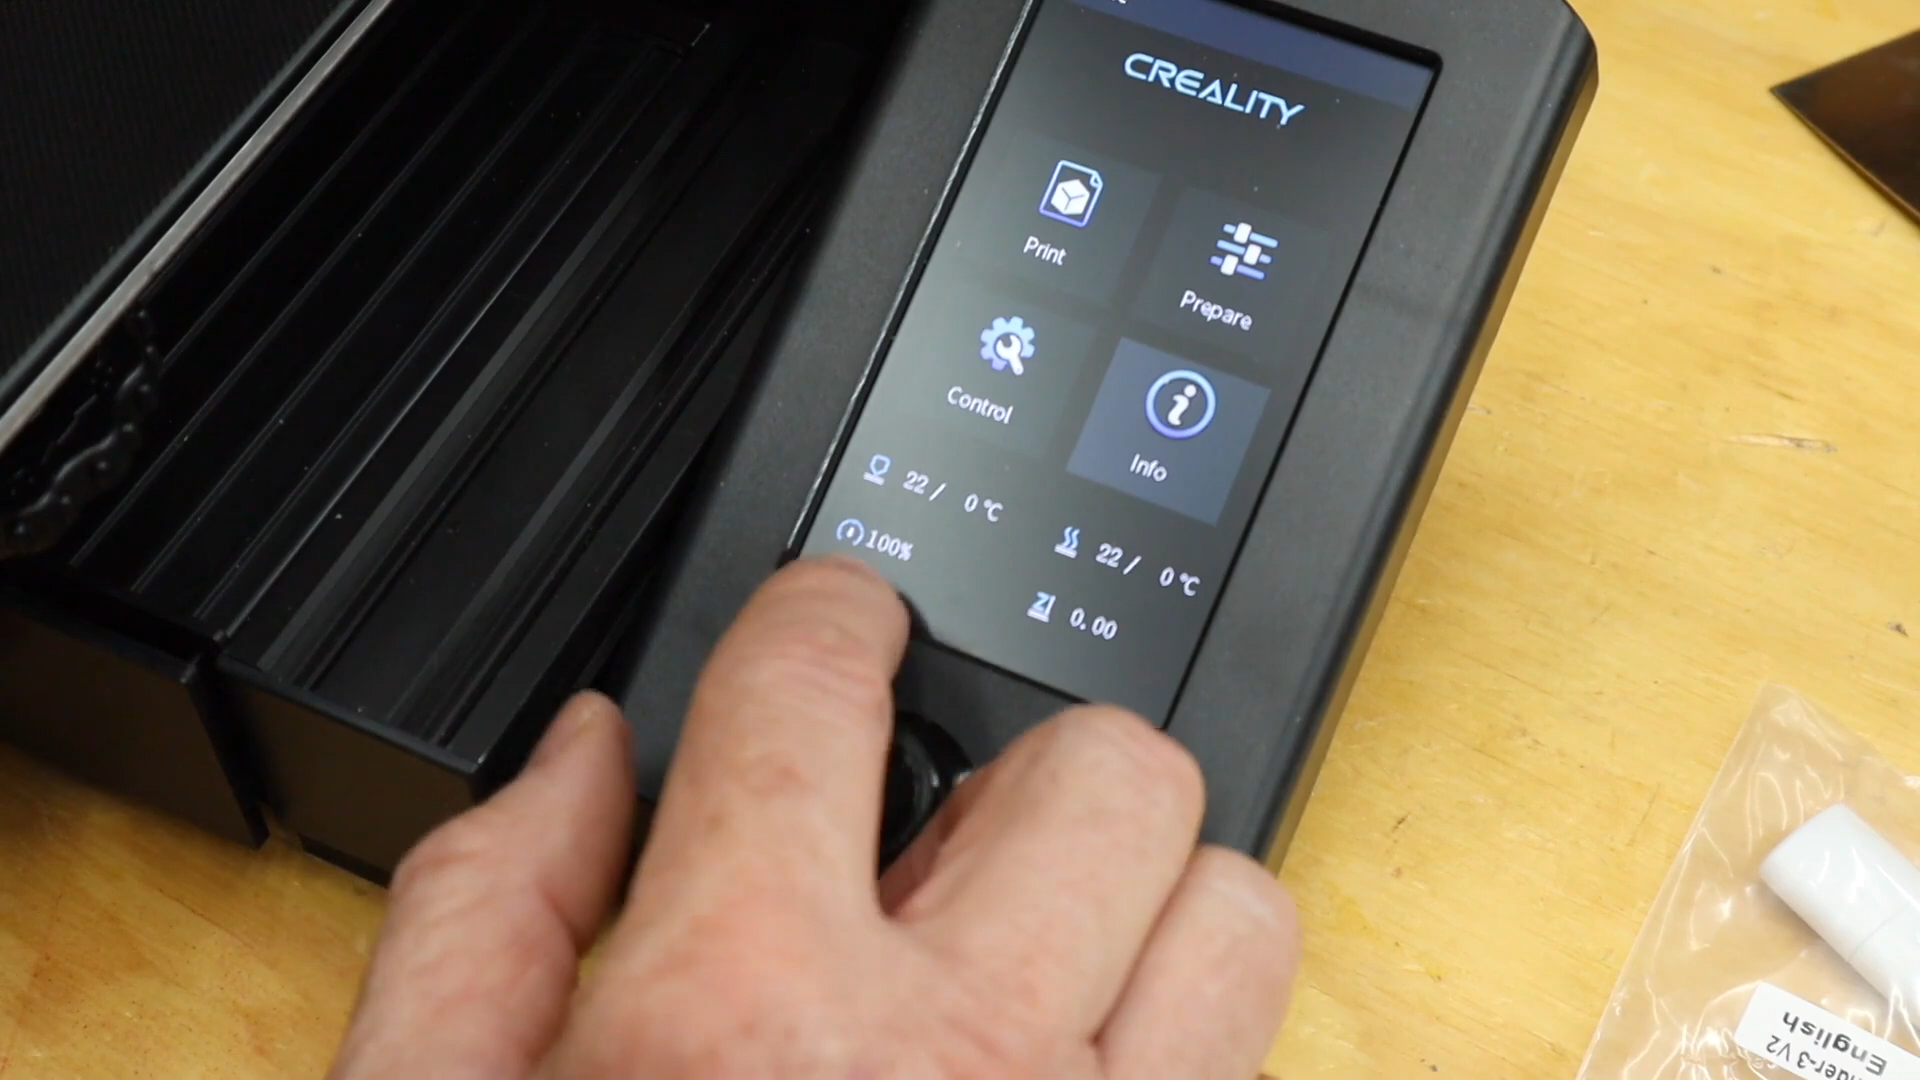 CREALITY
Print
Prepare
Control
Info
22 / 0 °C
22 / 0 °C
100%
0.00
English